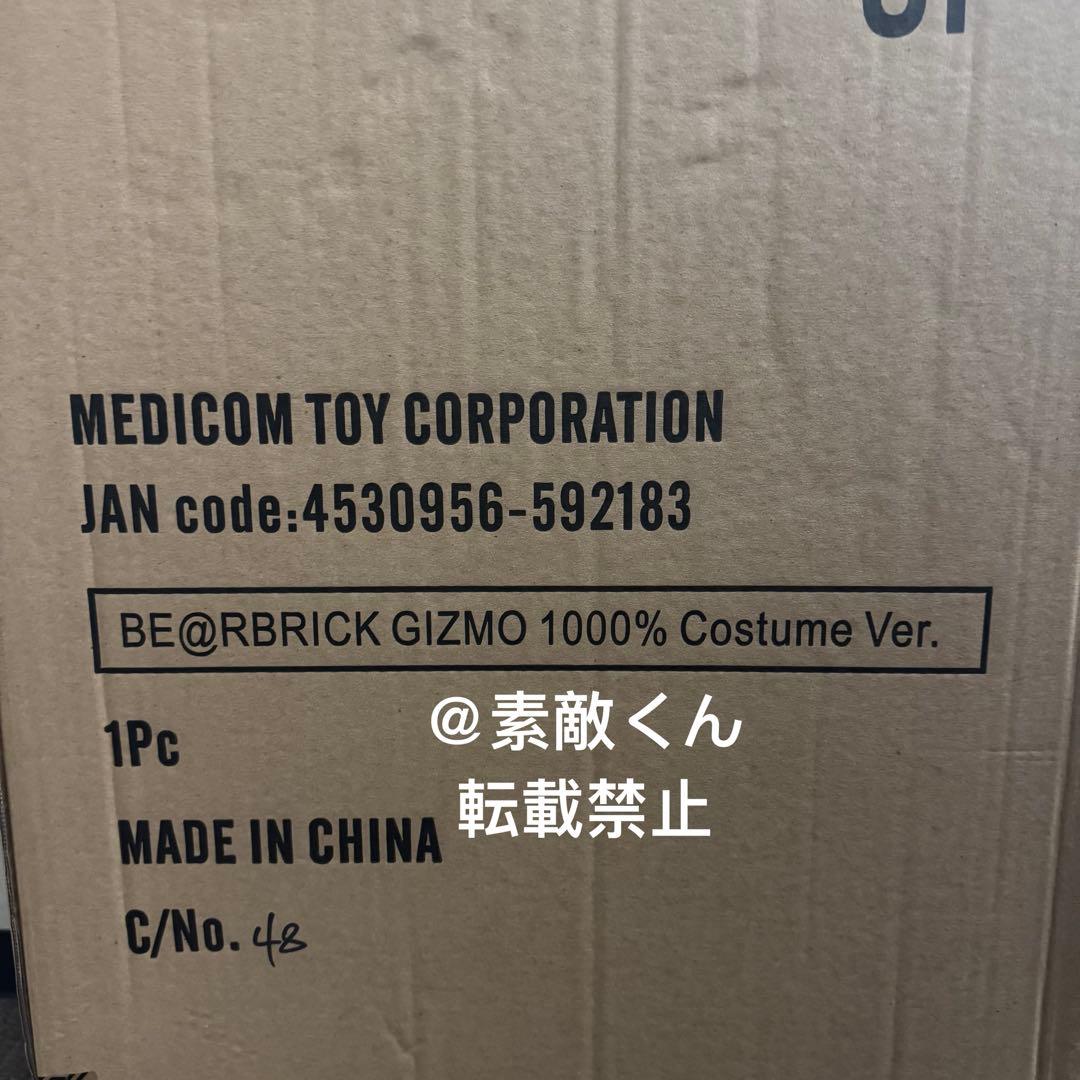 MEDICOM TOY CORPORATION
JAN code:4530956-592183
BE@RBRICK GIZMO 1000% Costume Ver.
@素敵くん
1Pc
転載禁止
MADE IN CHINA
C/No. 48